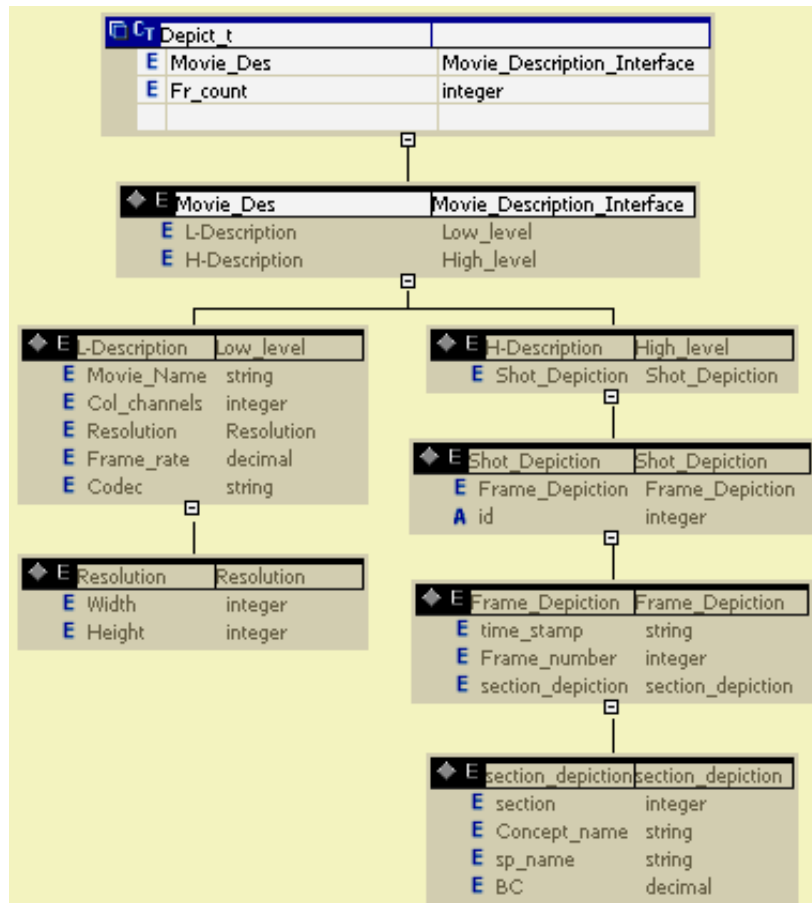 CT Depict_t
E Movie_Des Movie_Description_Interface
E Fr_count integer
E Movie_Des Movie_Description_Interface
E L-Description Low_level
E H-Description High_level
E L-Description Low_level
E Movie_Name string
E Col_channels integer
E Resolution Resolution
E Frame_rate decimal
E Codec string
E Resolution Resolution
E Width integer
E Height integer
E H-Description High_level
E Shot_Depiction Shot_Depiction
E Shot_Depiction Shot_Depiction
E Frame_Depiction Frame_Depiction
A id integer
E Frame_Depiction Frame_Depiction
E time_stamp string
E Frame_number integer
E section_depiction section_depiction
E section_depiction section_depiction
E section integer
E Concept_name string
E sp_name string
E BC decimal